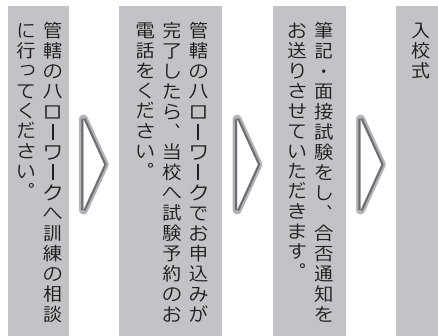 管轄のハローワークへ訓練の相談
に行ってください。
管轄のハローワークでお申込みが
完了したら、当校へ試験予約のお
電話をください。
筆記・面接試験をし、合否通知を
お送りさせていただきます。
入校式